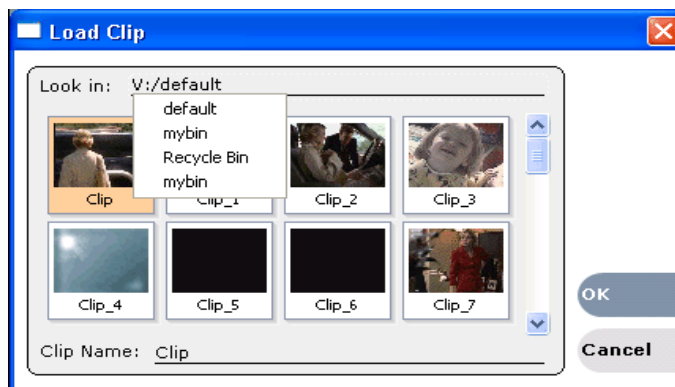 Load Clip
Look in: V:/default
default
mybin
Recycle Bin
mybin
Clip Clip_1 Clip_2 Clip_3
Clip_4 Clip_5 Clip_6 Clip_7
OK
Clip Name: Clip
Cancel